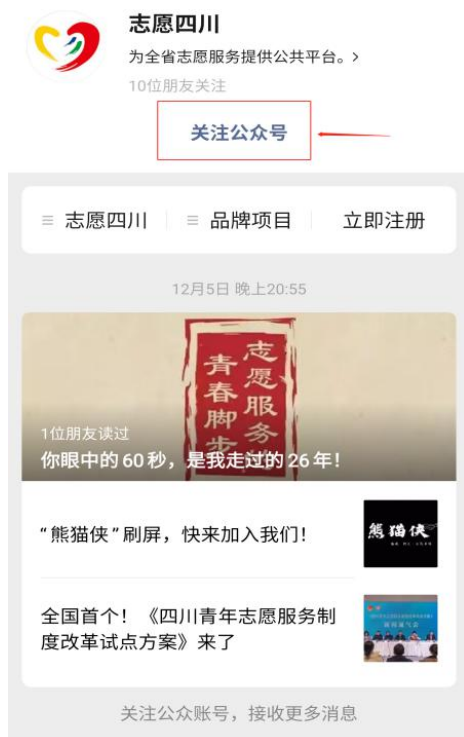 志愿四川
为全省志愿服务提供公共平台。>
10位朋友关注
关注公众号
≡ 志愿四川 ≡ 品牌项目 立即注册
12月5日 晚上20:55
志愿服务
青春脚步
1位朋友读过
你眼中的60秒，是我走过的26年！
“熊猫侠”刷屏，快来加入我们！
熊猫侠
全国首个！《四川青年志愿服务制
度改革试点方案》来了
关注公众账号，接收更多消息